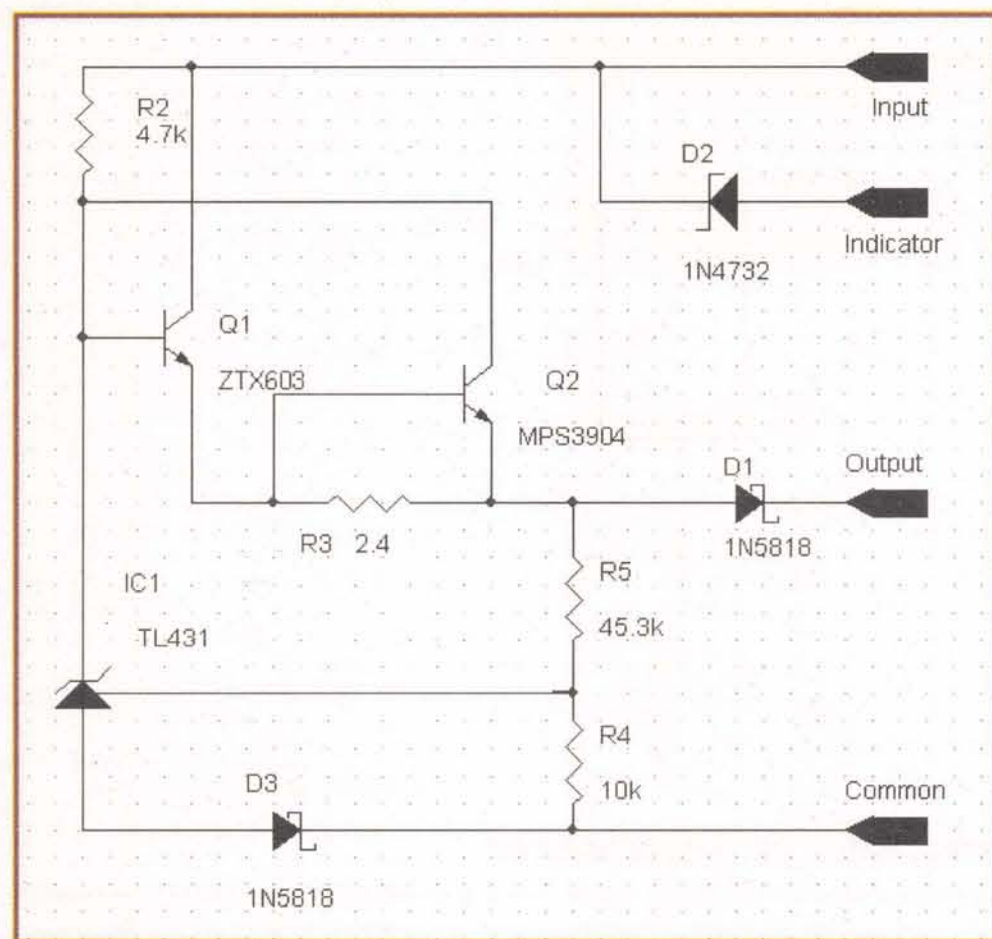 R2
4.7k
Input
D2
Indicator
1N4732
Q1
ZTX603
Q2
MPS3904
D1
Output
R3 2.4
1N5818
IC1
R5
TL431
45.3k
R4
D3
10k
Common
1N5818